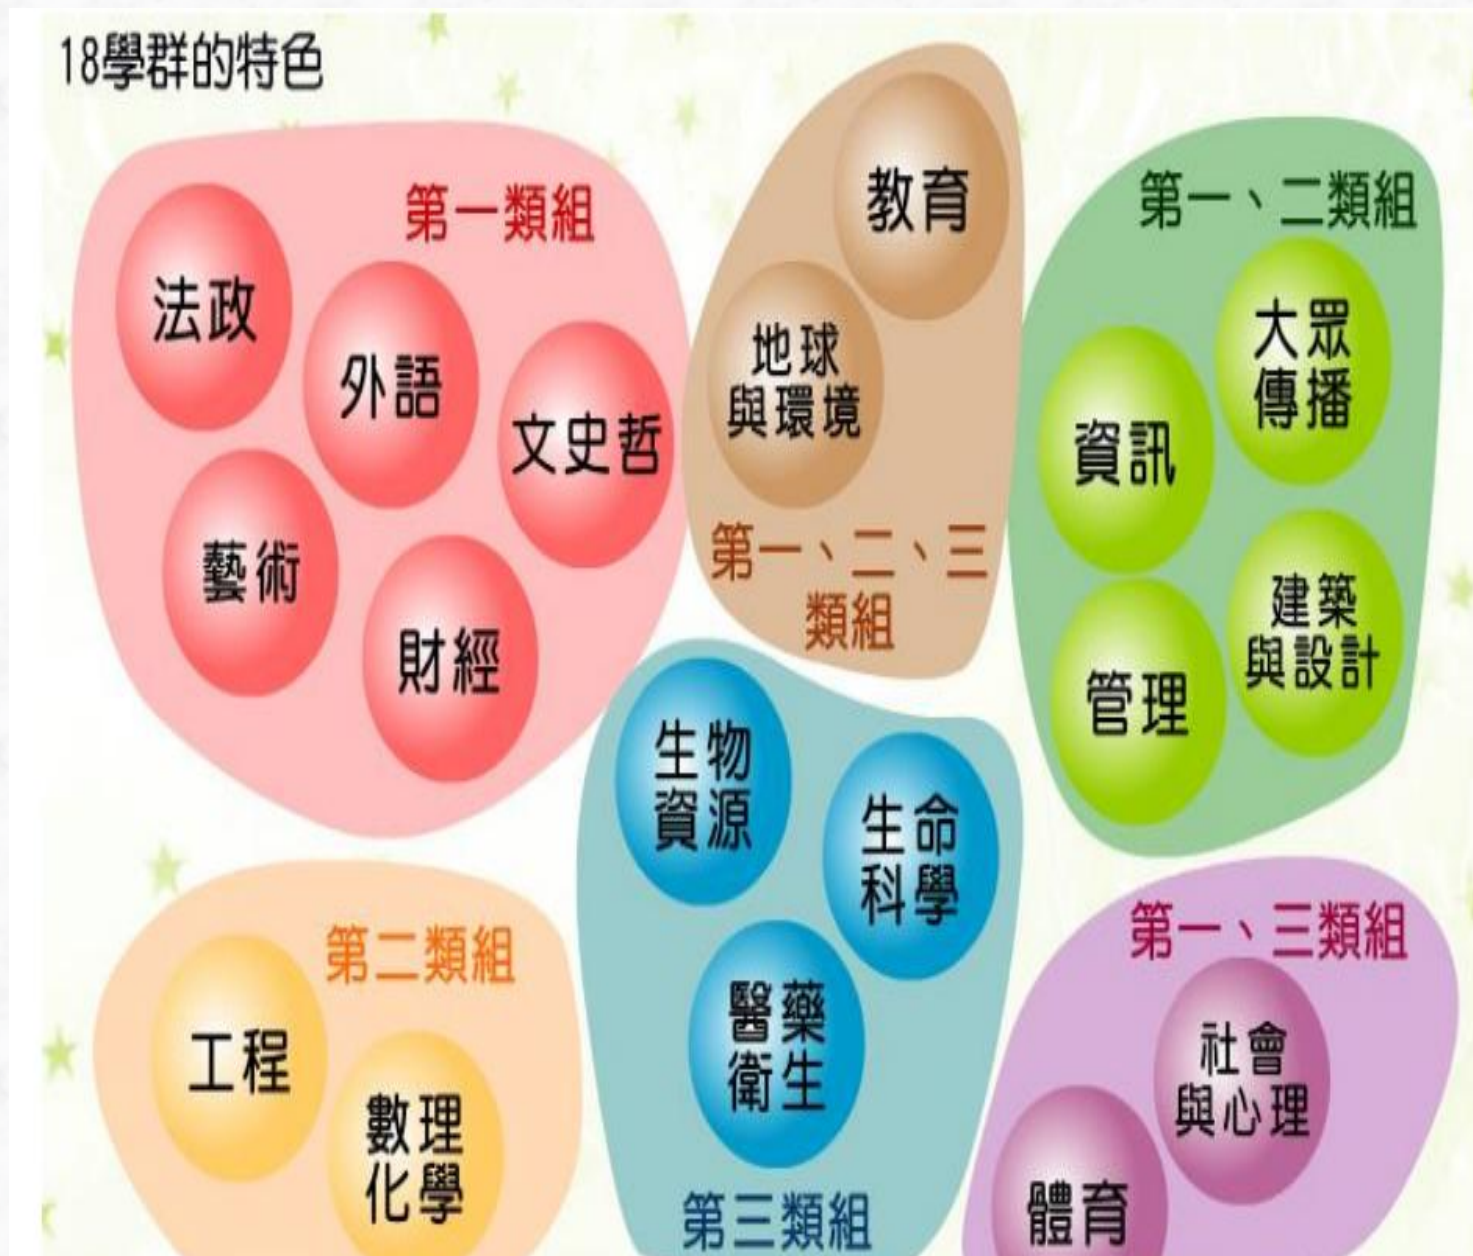 18學群的特色
第一類組
法政
外語
文史哲
藝術
財經
教育
地球
與環境
第一、二、三
類組
第一、二類組
大眾
傳播
資訊
建築
與設計
管理
生物
資源
生命
科學
醫藥
衛生
第三類組
第二類組
工程
數理
化學
第一、三類組
社會
與心理
體育